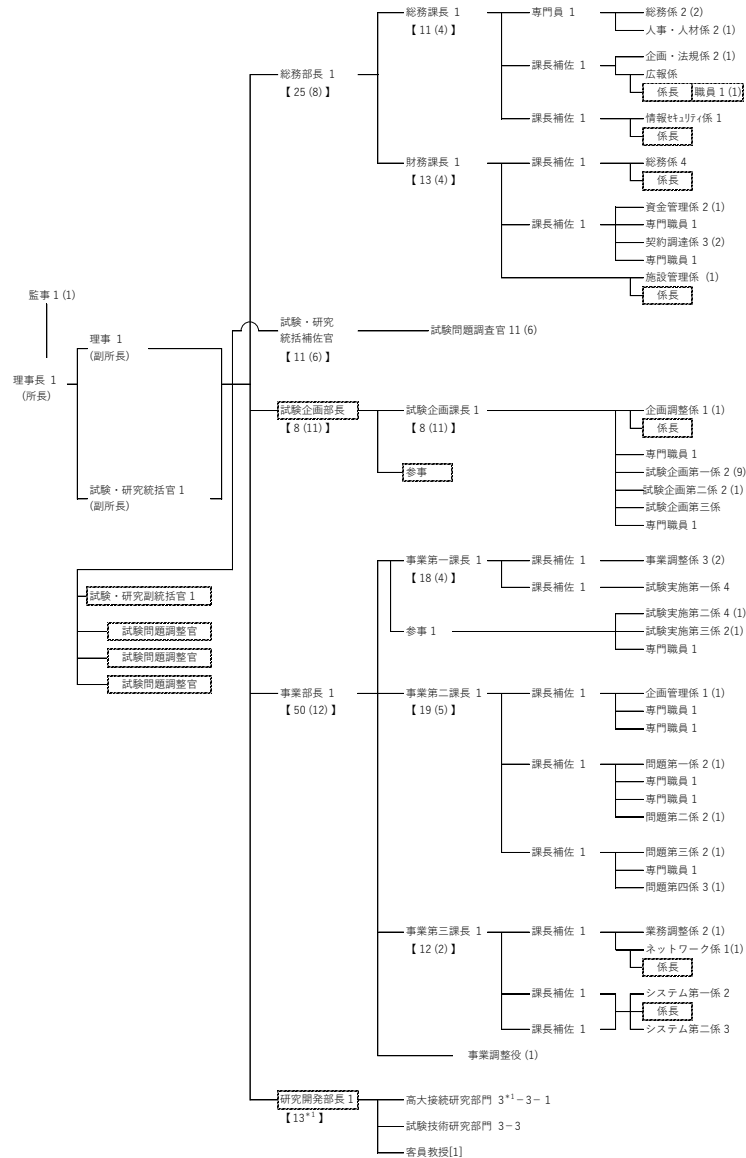 監事 1 (1)
理事長 1
(所長)
理事 1
(副所長)
試験・研究統括官 1
(副所長)
試験・研究副統括官 1
試験問題調整官
試験問題調整官
試験問題調整官
総務部長 1
【 25 (8) 】
総務課長 1
【 11 (4) 】
専門員 1
総務係 2 (2)
人事・人材係 2 (1)
課長補佐 1
企画・法規係 2 (1)
広報係
係長 職員 1 (1)
課長補佐 1
情報ｾｷｭﾘﾃｨ係 1
係長
財務課長 1
【 13 (4) 】
課長補佐 1
総務係 4
係長
課長補佐 1
資金管理係 2 (1)
専門職員 1
契約調達係 3 (2)
専門職員 1
施設管理係 (1)
係長
試験・研究
統括補佐官
【 11 (6) 】
試験問題調査官 11 (6)
試験企画部長
【 8 (11) 】
試験企画課長 1
【 8 (11) 】
参事
企画調整係 1 (1)
係長
専門職員 1
試験企画第一係 2 (9)
試験企画第二係 2 (1)
試験企画第三係
専門職員 1
事業部長 1
【 50 (12) 】
事業第一課長 1
【 18 (4) 】
課長補佐 1
事業調整係 3 (2)
課長補佐 1
試験実施第一係 4
参事 1
試験実施第二係 4 (1)
試験実施第三係 2(1)
専門職員 1
事業第二課長 1
【 19 (5) 】
課長補佐 1
企画管理係 1 (1)
専門職員 1
専門職員 1
課長補佐 1
問題第一係 2 (1)
専門職員 1
専門職員 1
問題第二係 2 (1)
課長補佐 1
問題第三係 2 (1)
専門職員 1
問題第四係 3 (1)
事業第三課長 1
【 12 (2) 】
課長補佐 1
業務調整係 2 (1)
ネットワーク係 1(1)
係長
課長補佐 1
システム第一係 2
係長
課長補佐 1
システム第二係 3
事業調整役 (1)
研究開発部長 1
【 13*1 】
高大接続研究部門 3*1－3－1
試験技術研究部門 3－3
客員教授[1]